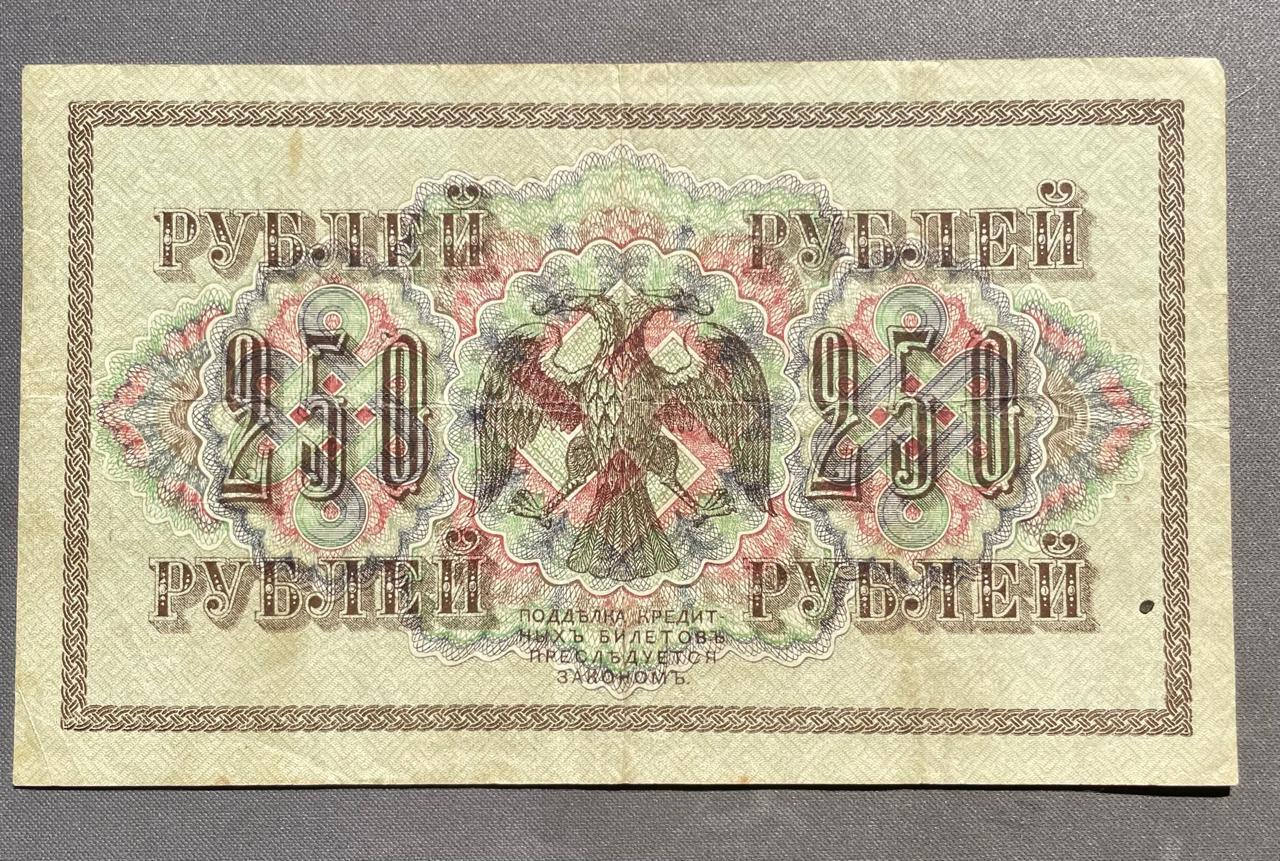 РУБЛЕЙ РУБЛЕЙ
250 250
РУБЛЕЙ РУБЛЕЙ
ПОДДѢЛКА КРЕДИТ-
НЫХЪ БИЛЕТОВЪ
ПРЕСЛѢДУЕТСЯ
ЗАКОНОМЪ.